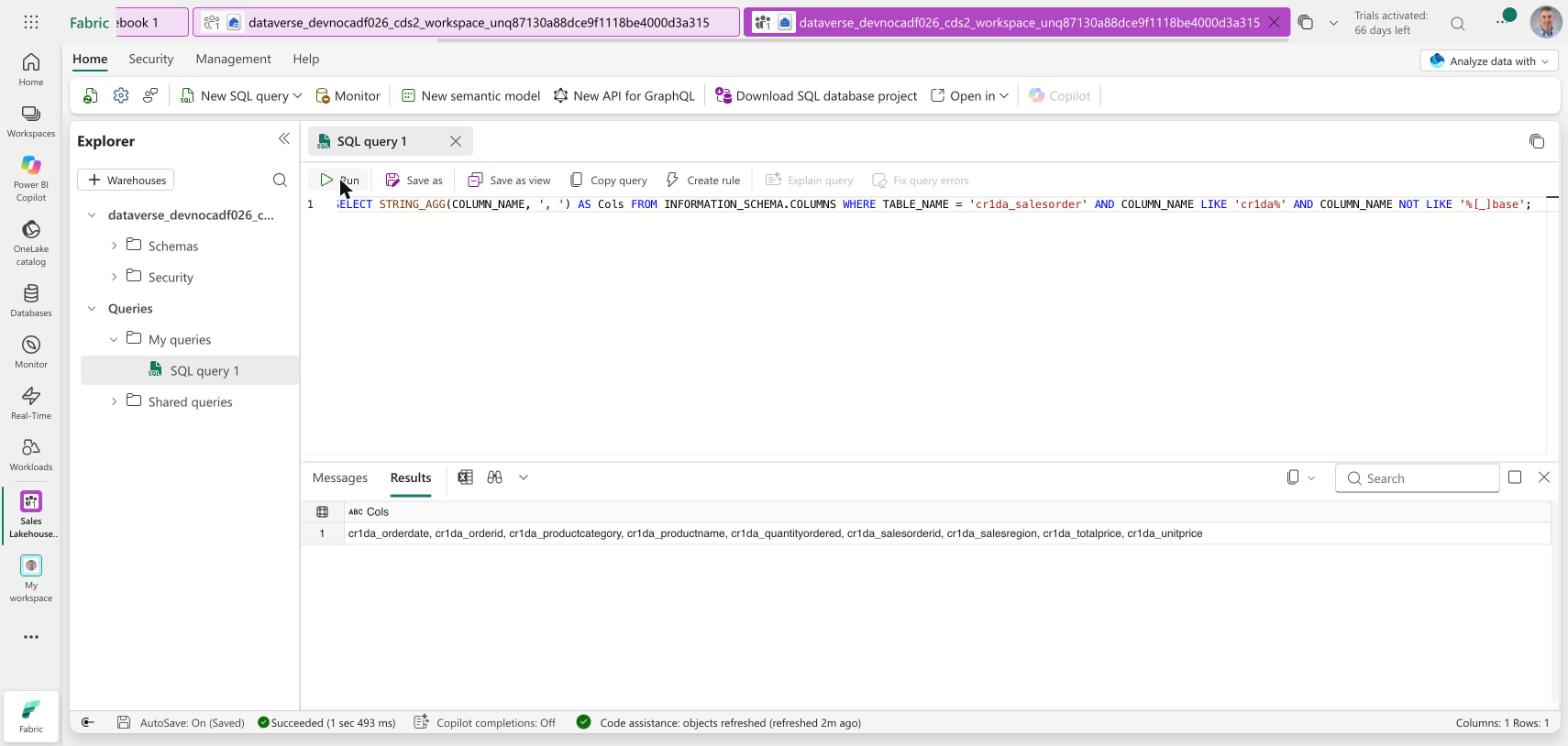 Fabric
ebook 1
dataverse_devnocadf026_cds2_workspace_unq87130a88dce9f1118be4000d3a315
dataverse_devnocadf026_cds2_workspace_unq87130a88dce9f1118be4000d3a315
Trials activated:
66 days left
Home
Security
Management
Help
Analyze data with
New SQL query
Monitor
New semantic model
New API for GraphQL
Download SQL database project
Open in
Copilot
Home
Workspaces
Power BI
Copilot
OneLake
catalog
Databases
Monitor
Real-Time
Workloads
Sales
Lakehouse..
My
workspace
Fabric
Explorer
Warehouses
dataverse_devnocadf026_c...
Schemas
Security
Queries
My queries
SQL query 1
Shared queries
SQL query 1
Run
Save as
Save as view
Copy query
Create rule
Explain query
Fix query errors
1 SELECT STRING_AGG(COLUMN_NAME, ', ') AS Cols FROM INFORMATION_SCHEMA.COLUMNS WHERE TABLE_NAME = 'cr1da_salesorder' AND COLUMN_NAME LIKE 'cr1da%' AND COLUMN_NAME NOT LIKE '%[_]base';
Messages
Results
Search
ABC Cols
1 cr1da_orderdate, cr1da_orderid, cr1da_productcategory, cr1da_productname, cr1da_quantityordered, cr1da_salesorderid, cr1da_salesregion, cr1da_totalprice, cr1da_unitprice
AutoSave: On (Saved)
Succeeded (1 sec 493 ms)
Copilot completions: Off
Code assistance: objects refreshed (refreshed 2m ago)
Columns: 1 Rows: 1